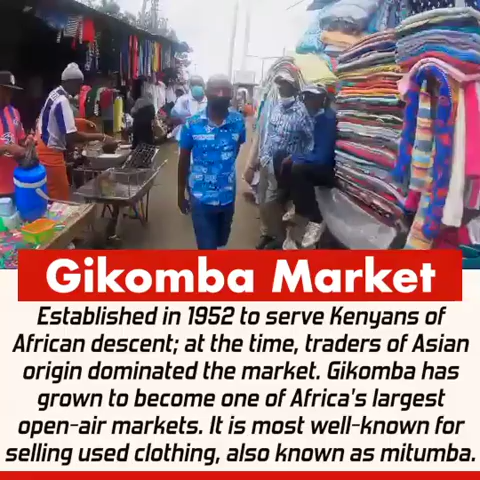 Gikomba Market
Established in 1952 to serve Kenyans of
African descent; at the time, traders of Asian
origin dominated the market. Gikomba has
grown to become one of Africa's largest
open-air markets. It is most well-known for
selling used clothing, also known as mitumba.